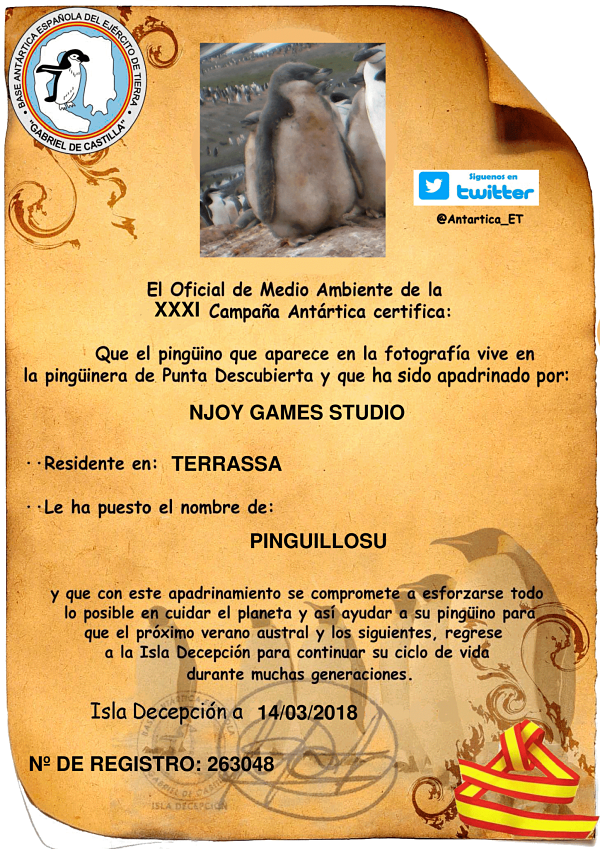 BASE ANTÁRTICA ESPAÑOLA DEL EJÉRCITO DE TIERRA
"GABRIEL DE CASTILLA"
Síguenos en
twitter
@Antartica_ET
El Oficial de Medio Ambiente de la
XXXI Campaña Antártica certifica:
Que el pingüino que aparece en la fotografía vive en
la pingüinera de Punta Descubierta y que ha sido apadrinado por:
NJOY GAMES STUDIO
··Residente en: TERRASSA
··Le ha puesto el nombre de:
PINGUILLOSU
y que con este apadrinamiento se compromete a esforzarse todo
lo posible en cuidar el planeta y así ayudar a su pingüino para
que el próximo verano austral y los siguientes, regrese
a la Isla Decepción para continuar su ciclo de vida
durante muchas generaciones.
Isla Decepción a 14/03/2018
Nº DE REGISTRO: 263048
GABRIEL DE CASTILLA
ISLA DECEPCIÓN